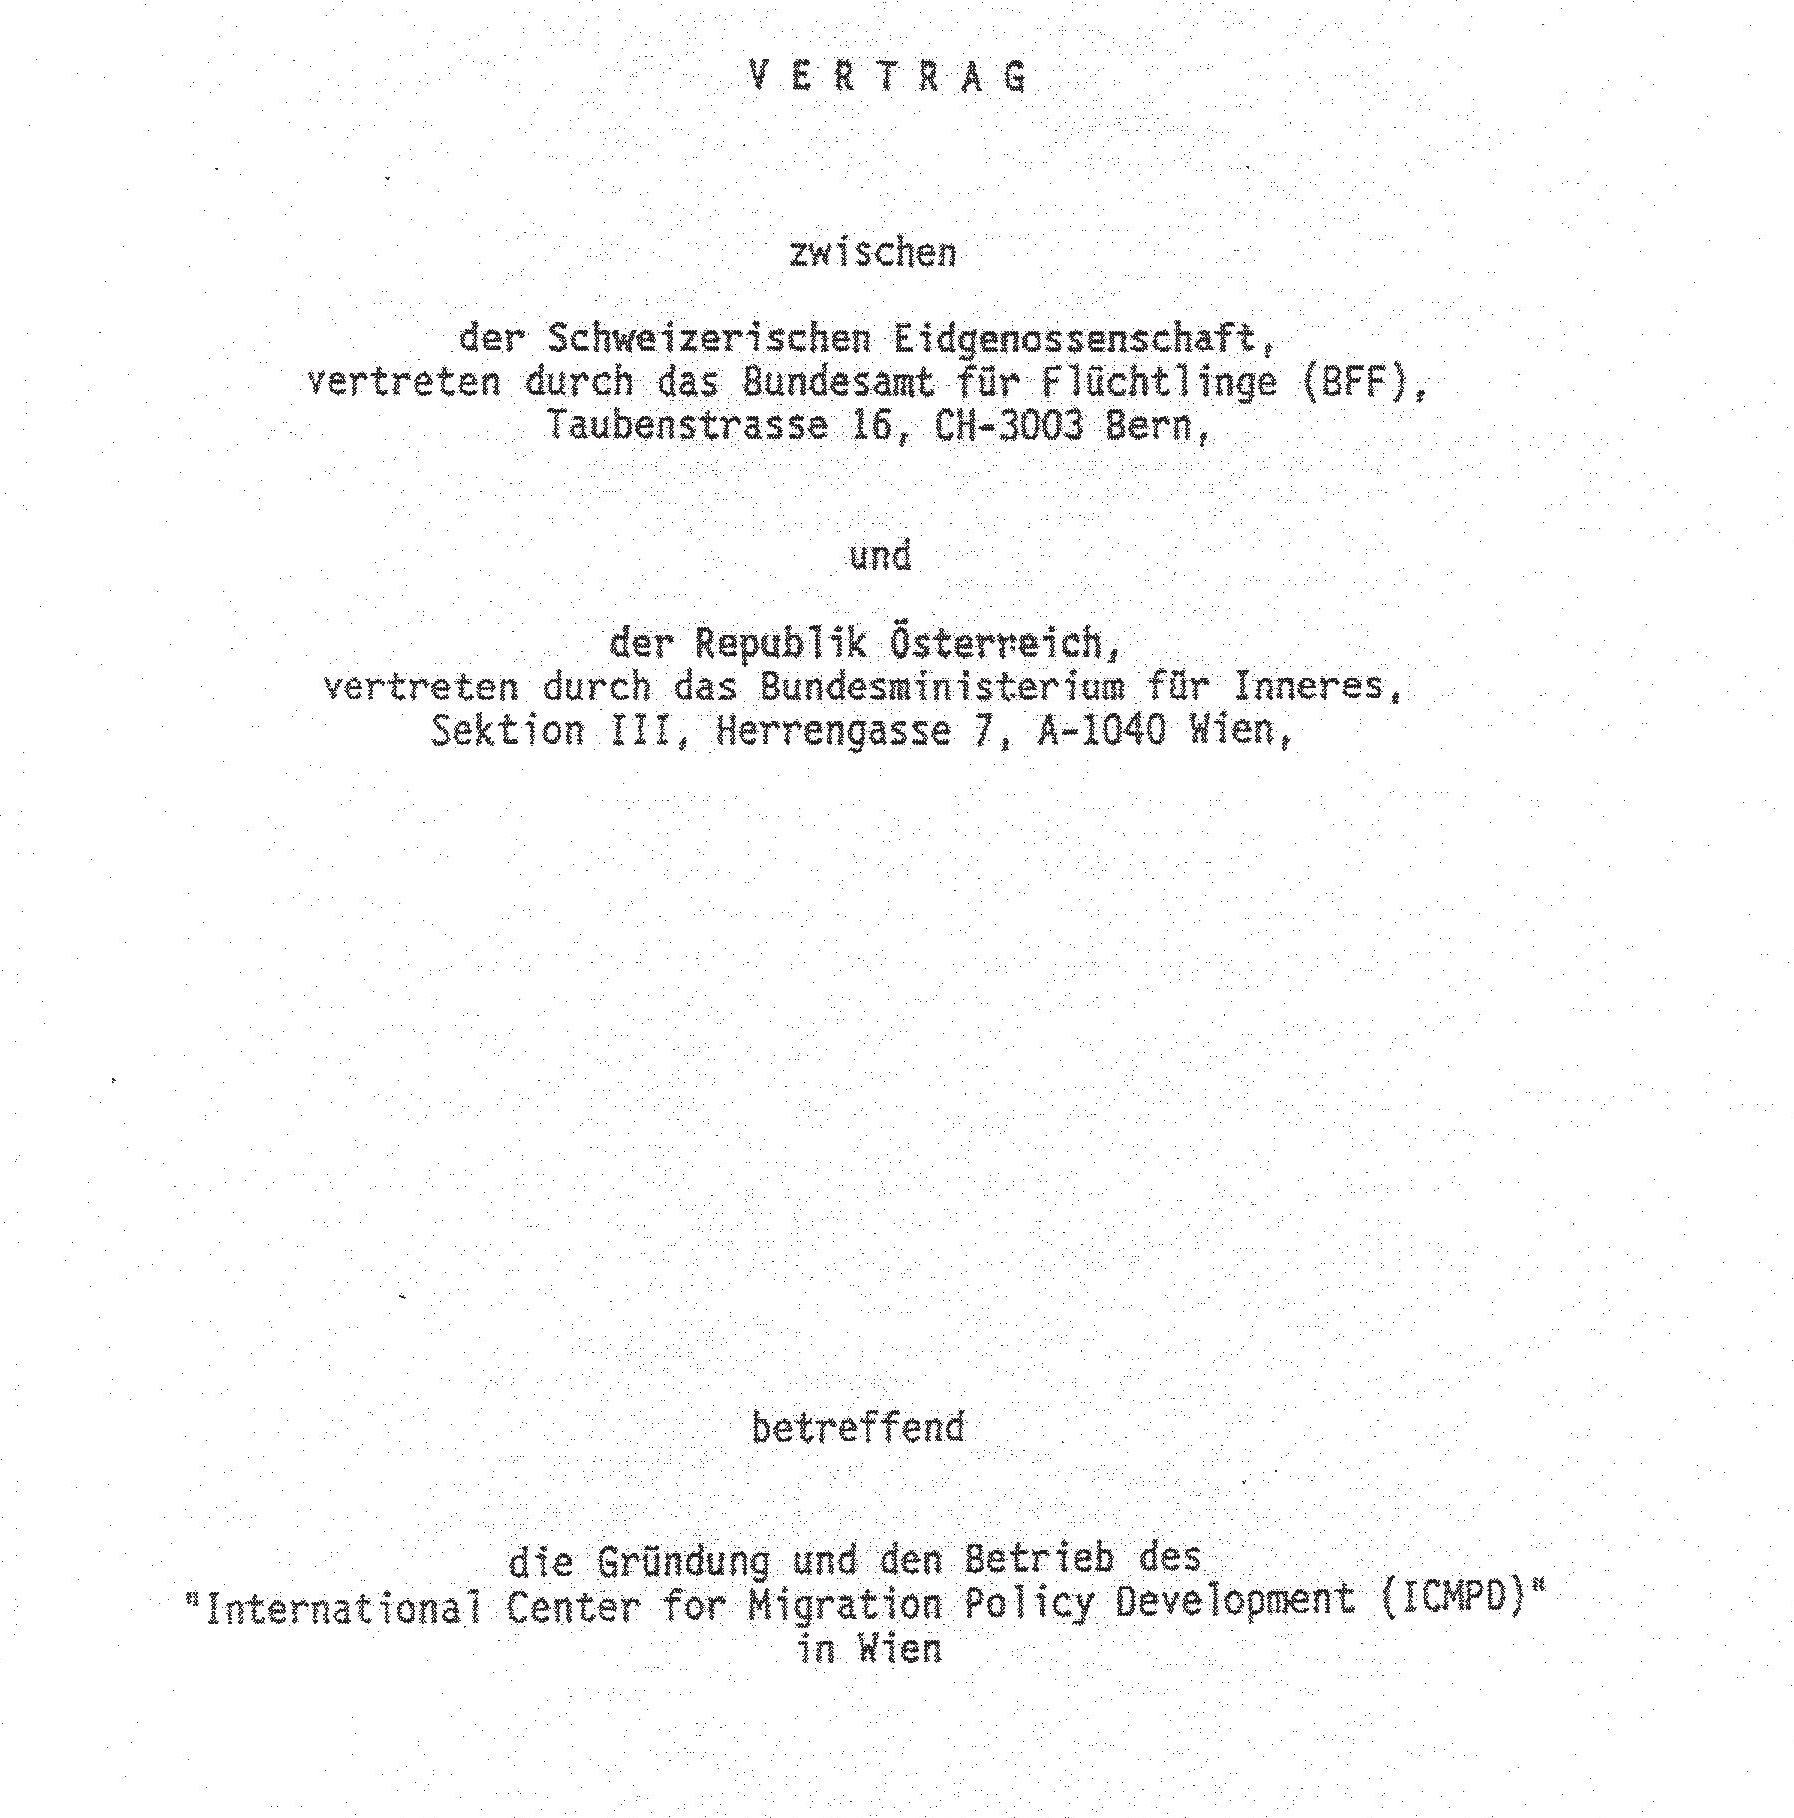 V E R T R A G
zwischen
der Schweizerischen Eidgenossenschaft,
vertreten durch das Bundesamt für Flüchtlinge (BFF),
Taubenstrasse 16, CH-3003 Bern,
und
der Republik Österreich,
vertreten durch das Bundesministerium für Inneres,
Sektion III, Herrengasse 7, A-1040 Wien,
betreffend
die Gründung und den Betrieb des
"International Center for Migration Policy Development (ICMPD)"
in Wien